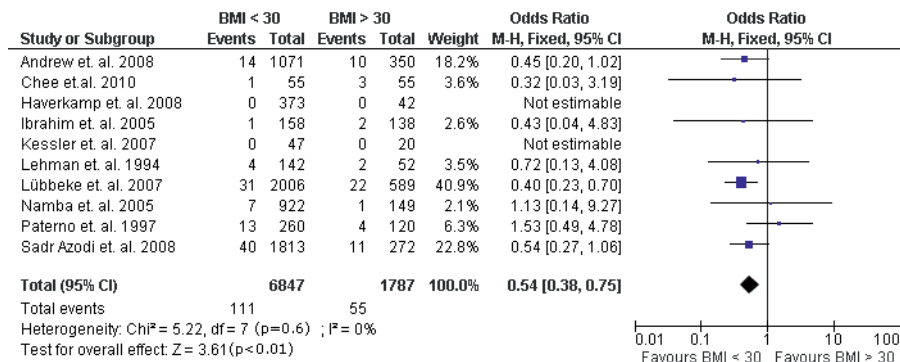 BMI < 30 BMI > 30 Odds Ratio Odds Ratio
Study or Subgroup Events Total Events Total Weight M-H, Fixed, 95% CI M-H, Fixed, 95% CI
Andrew et. al. 2008 14 1071 10 350 18.2% 0.45 [0.20, 1.02]
Chee et.al. 2010 1 55 3 55 3.6% 0.32 [0.03, 3.19]
Haverkamp et. al. 2008 0 373 0 42 Not estimable
Ibrahim et. al. 2005 1 158 2 138 2.6% 0.43 [0.04, 4.83]
Kessler et. al. 2007 0 47 0 20 Not estimable
Lehman et. al. 1994 4 142 2 52 3.5% 0.72 [0.13, 4.08]
Lübbeke et. al. 2007 31 2006 22 589 40.9% 0.40 [0.23, 0.70]
Namba et. al. 2005 7 922 1 149 2.1% 1.13 [0.14, 9.27]
Paterno et. al. 1997 13 260 4 120 6.3% 1.53 [0.49, 4.78]
Sadr Azodi et. al. 2008 40 1813 11 272 22.8% 0.54 [0.27, 1.06]
Total (95% CI) 6847 1787 100.0% 0.54 [0.38, 0.75]
Total events 111 55
Heterogeneity: Chi² = 5.22, df = 7 (p=0.6) ; I² = 0%
Test for overall effect: Z = 3.61(p<0.01)
0.01 0.1 1 10 100
Favours BMI < 30 Favours BMI > 30